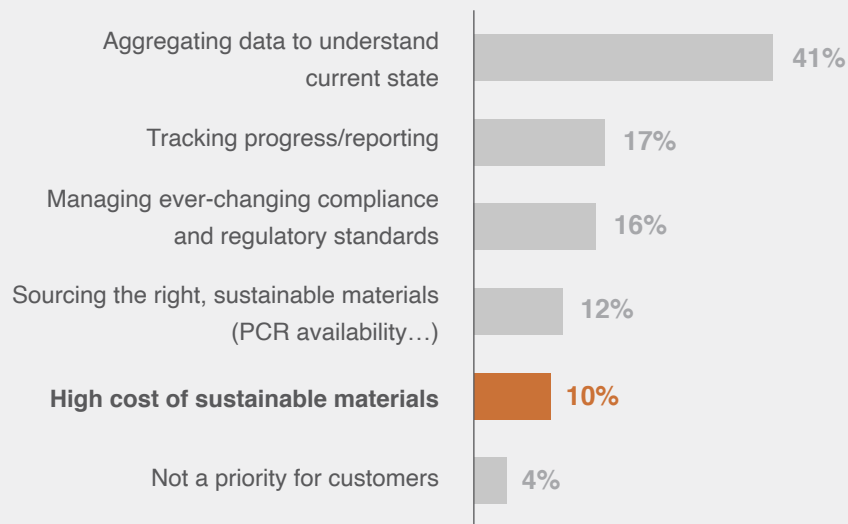 Aggregating data to understand
current state
41%
Tracking progress/reporting
17%
Managing ever-changing compliance
and regulatory standards
16%
Sourcing the right, sustainable materials
(PCR availability…)
12%
High cost of sustainable materials
10%
Not a priority for customers
4%